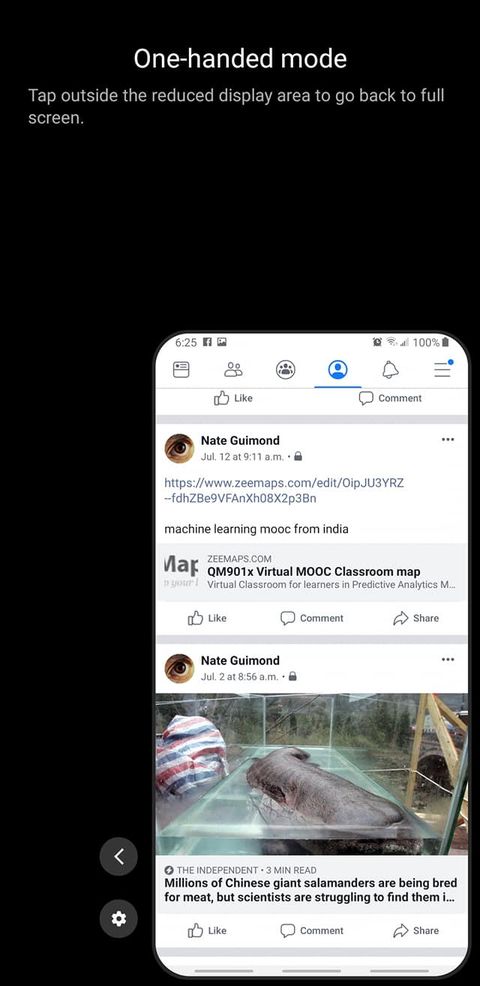 One-handed mode
Tap outside the reduced display area to go back to full
screen.
6:25
100%
Like Comment
Nate Guimond
Jul. 12 at 9:11 a.m. •
https://www.zeemaps.com/edit/OipJU3YRZ
--fdhZBe9VFAnXh08X2p3Bn
machine learning mooc from india
Map
ZEEMAPS.COM
QM901x Virtual MOOC Classroom map
Virtual Classroom for learners in Predictive Analytics M...
Like Comment Share
Nate Guimond
Jul. 2 at 8:56 a.m. •
THE INDEPENDENT • 3 MIN READ
Millions of Chinese giant salamanders are being bred
for meat, but scientists are struggling to find them i...
Like Comment Share